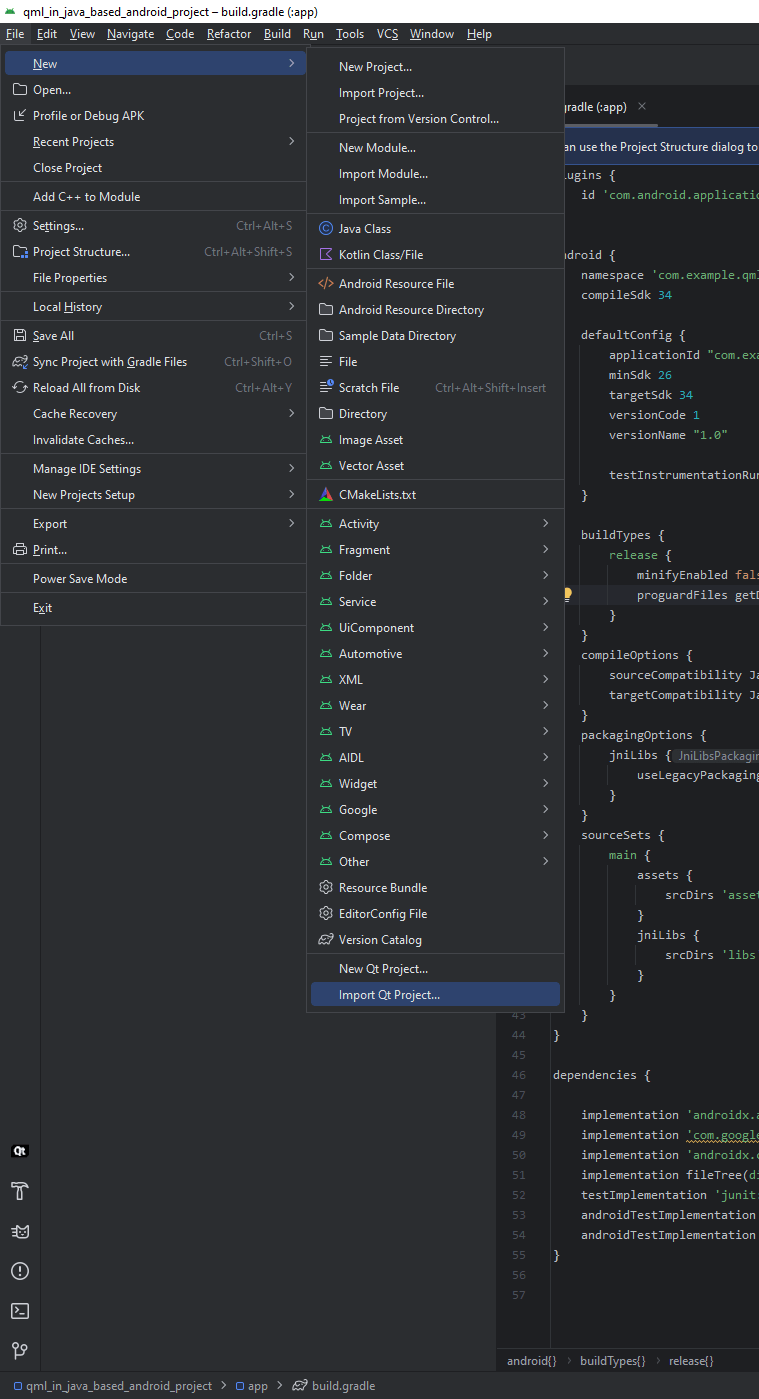 qml_in_java_based_android_project – build.gradle (:app)
File Edit View Navigate Code Refactor Build Run Tools VCS Window Help
New
Open...
Profile or Debug APK
Recent Projects
Close Project
Add C++ to Module
Settings... Ctrl+Alt+S
Project Structure... Ctrl+Alt+Shift+S
File Properties
Local History
Save All Ctrl+S
Sync Project with Gradle Files Ctrl+Shift+O
Reload All from Disk Ctrl+Alt+Y
Cache Recovery
Invalidate Caches...
Manage IDE Settings
New Projects Setup
Export
Print...
Power Save Mode
Exit
New Project...
Import Project...
Project from Version Control...
New Module...
Import Module...
Import Sample...
Java Class
Kotlin Class/File
Android Resource File
Android Resource Directory
Sample Data Directory
File
Scratch File Ctrl+Alt+Shift+Insert
Directory
Image Asset
Vector Asset
CMakeLists.txt
Activity
Fragment
Folder
Service
UiComponent
Automotive
XML
Wear
TV
AIDL
Widget
Google
Compose
Other
Resource Bundle
EditorConfig File
Version Catalog
New Qt Project...
Import Qt Project...
gradle (:app)
an use the Project Structure dialog to
ugins {
id 'com.android.applicatio
ndroid {
namespace 'com.example.qml
compileSdk 34
defaultConfig {
applicationId "com.exa
minSdk 26
targetSdk 34
versionCode 1
versionName "1.0"
testInstrumentationRun
}
buildTypes {
release {
minifyEnabled fals
proguardFiles getD
}
}
compileOptions {
sourceCompatibility Ja
targetCompatibility Ja
}
packagingOptions {
jniLibs { JniLibsPackagin
useLegacyPackaging
}
}
sourceSets {
main {
assets {
srcDirs 'asset
}
jniLibs {
srcDirs 'libs
}
}
43 }
44 }
45
46 dependencies {
47
48 implementation 'androidx.a
49 implementation 'com.google
50 implementation 'androidx.c
51 implementation fileTree(di
52 testImplementation 'junit:
53 androidTestImplementation
54 androidTestImplementation
55 }
56
57
Qt
android{} buildTypes{} release{}
qml_in_java_based_android_project app build.gradle